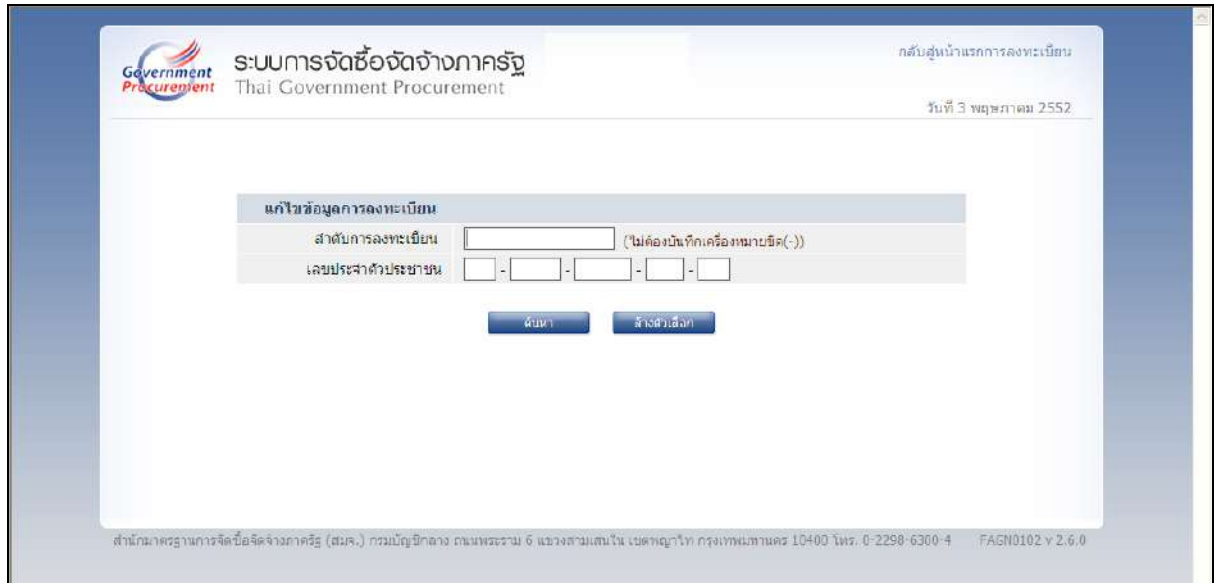 Government
Procurement
ระบบการจัดซื้อจัดจ้างภาครัฐ
Thai Government Procurement
กลับสู่หน้าแรกการลงทะเบียน
วันที่ 3 พฤษภาคม 2552
แก้ไขข้อมูลการลงทะเบียน
ลำดับการลงทะเบียน (ไม่ต้องบันทึกเครื่องหมายขีด(-))
เลขประจำตัวประชาชน - - - -
ค้นหา ล้างตัวเลือก
สำนักมาตรฐานการจัดซื้อจัดจ้างภาครัฐ (สมจ.) กรมบัญชีกลาง ถนนพระราม 6 แขวงสามเสนใน เขตพญาไท กรุงเทพมหานคร 10400 โทร. 0-2298-6300-4 FAGN0102 v 2.6.0